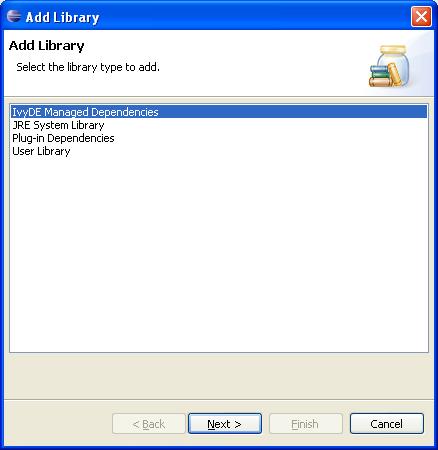 Add Library
Add Library
Select the library type to add.
IvyDE Managed Dependencies
JRE System Library
Plug-in Dependencies
User Library
< Back
Next >
Finish
Cancel